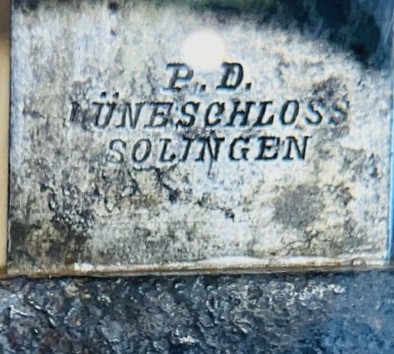 P. D.
LÜNESCHLOSS
SOLINGEN